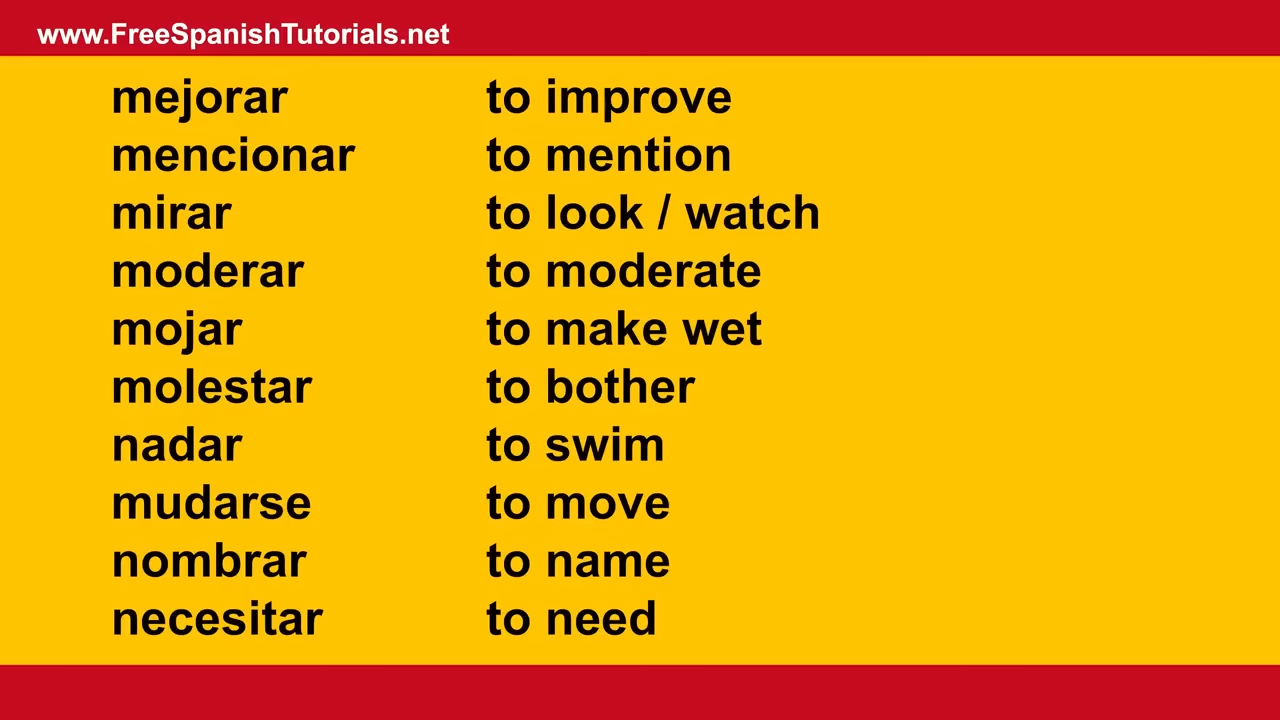 www.FreeSpanishTutorials.net
mejorar to improve
mencionar to mention
mirar to look / watch
moderar to moderate
mojar to make wet
molestar to bother
nadar to swim
mudarse to move
nombrar to name
necesitar to need